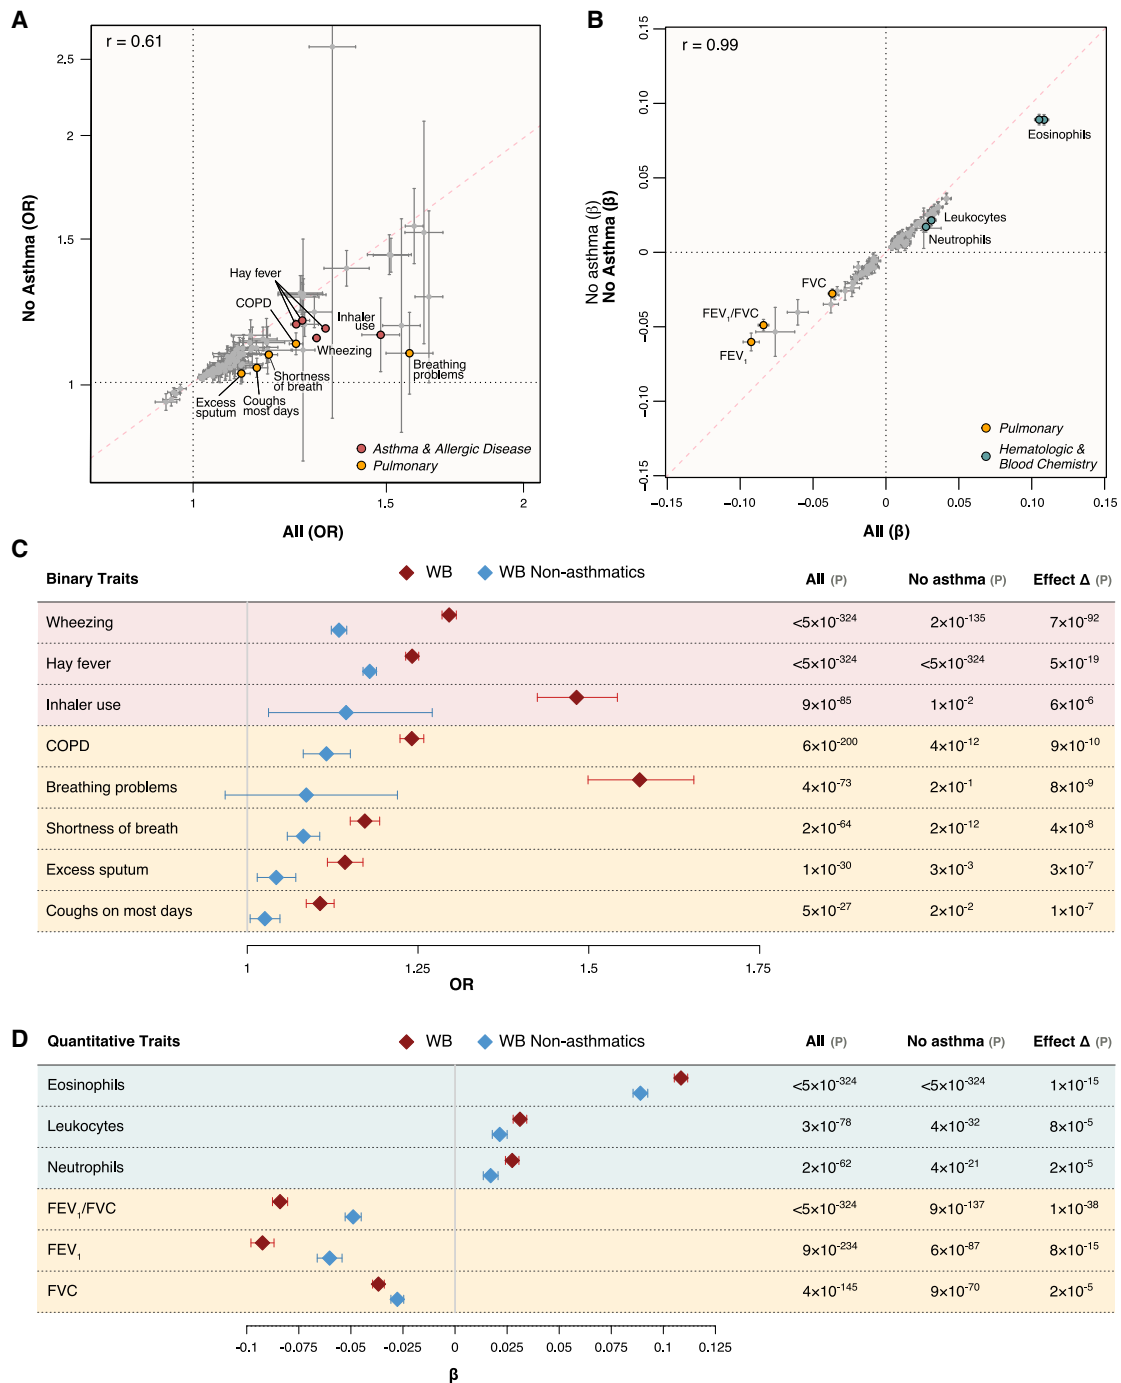 A
r = 0.61
2.5
2
1.5
1
No Asthma (OR)
Hay fever
COPD
Inhaler
use
Wheezing
Breathing
problems
Shortness
of breath
Excess
sputum
Coughs
most days
Asthma & Allergic Disease
Pulmonary
1
1.5
2
All (OR)
B
r = 0.99
0.15
0.10
0.05
0
−0.05
−0.10
−0.15
No asthma (β)
No Asthma (β)
Eosinophils
Leukocytes
Neutrophils
FVC
FEV₁/FVC
FEV₁
Pulmonary
Hematologic &
Blood Chemistry
−0.15
−0.10
−0.05
0
0.05
0.10
0.15
All (β)
C
Binary Traits WB WB Non-asthmatics All (P) No asthma (P) Effect Δ (P)
Wheezing <5×10⁻³²⁴ 2×10⁻¹³⁵ 7×10⁻⁹²
Hay fever <5×10⁻³²⁴ <5×10⁻³²⁴ 5×10⁻¹⁹
Inhaler use 9×10⁻⁸⁵ 1×10⁻² 6×10⁻⁶
COPD 6×10⁻²⁰⁰ 4×10⁻¹² 9×10⁻¹⁰
Breathing problems 4×10⁻⁷³ 2×10⁻¹ 8×10⁻⁹
Shortness of breath 2×10⁻⁶⁴ 2×10⁻¹² 4×10⁻⁸
Excess sputum 1×10⁻³⁰ 3×10⁻³ 3×10⁻⁷
Coughs on most days 5×10⁻²⁷ 2×10⁻² 1×10⁻⁷
1 1.25 1.5 1.75
OR
D
Quantitative Traits WB WB Non-asthmatics All (P) No asthma (P) Effect Δ (P)
Eosinophils <5×10⁻³²⁴ <5×10⁻³²⁴ 1×10⁻¹⁵
Leukocytes 3×10⁻⁷⁸ 4×10⁻³² 8×10⁻⁵
Neutrophils 2×10⁻⁶² 4×10⁻²¹ 2×10⁻⁵
FEV₁/FVC <5×10⁻³²⁴ 9×10⁻¹³⁷ 1×10⁻³⁸
FEV₁ 9×10⁻²³⁴ 6×10⁻⁸⁷ 8×10⁻¹⁵
FVC 4×10⁻¹⁴⁵ 9×10⁻⁷⁰ 2×10⁻⁵
-0.1 -0.075 -0.05 -0.025 0 0.025 0.05 0.075 0.1 0.125
β